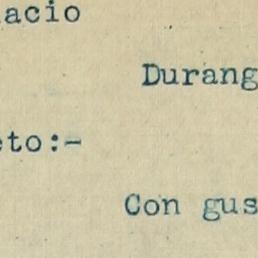 acio
Durang
eto:-
Con gus